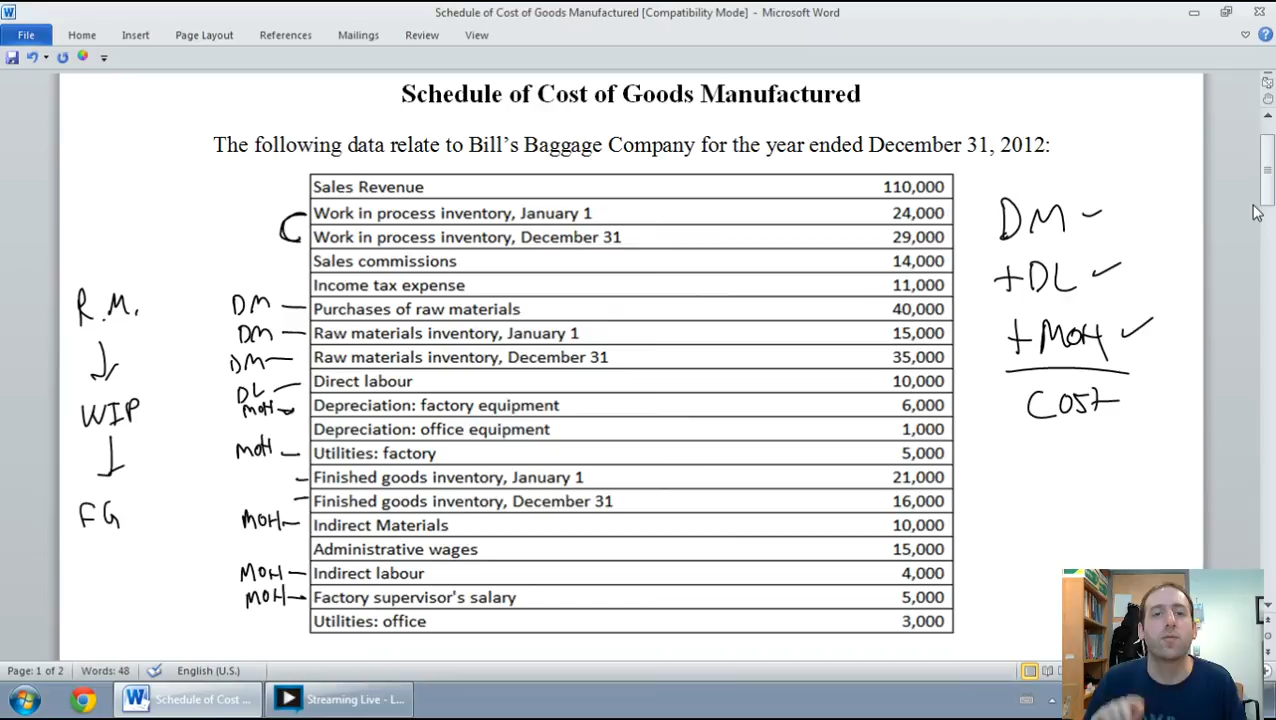 Schedule of Cost of Goods Manufactured [Compatibility Mode] - Microsoft Word
File Home Insert Page Layout References Mailings Review View
Schedule of Cost of Goods Manufactured
The following data relate to Bill's Baggage Company for the year ended December 31, 2012:
Sales Revenue 110,000
Work in process inventory, January 1 24,000
Work in process inventory, December 31 29,000
Sales commissions 14,000
Income tax expense 11,000
DM Purchases of raw materials 40,000
DM Raw materials inventory, January 1 15,000
DM Raw materials inventory, December 31 35,000
DL Direct labour 10,000
MOH Depreciation: factory equipment 6,000
Depreciation: office equipment 1,000
MOH Utilities: factory 5,000
Finished goods inventory, January 1 21,000
Finished goods inventory, December 31 16,000
MOH Indirect Materials 10,000
Administrative wages 15,000
MOH Indirect labour 4,000
MOH Factory supervisor's salary 5,000
Utilities: office 3,000
R.M.
WIP
FG
DM
+DL
+MOH
COST
Page: 1 of 2 Words: 48 English (U.S.)
Schedule of Cost ... Streaming Live - L...